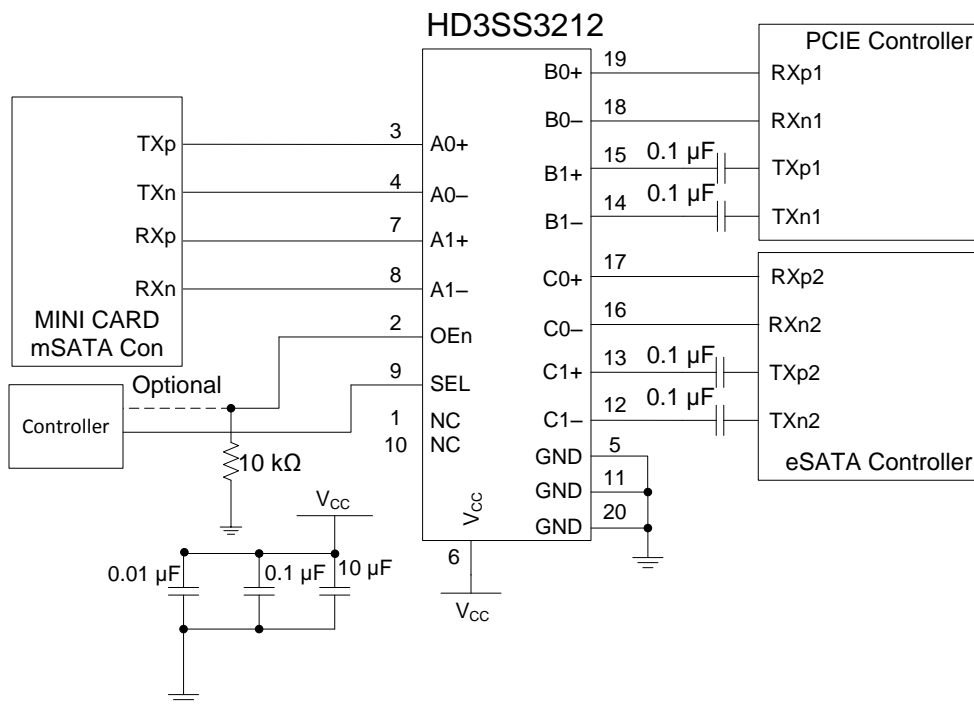 HD3SS3212
MINI CARD
mSATA Con
TXp
TXn
RXp
RXn
3
4
7
8
2
9
1
10
A0+
A0–
A1+
A1–
OEn
SEL
NC
NC
Optional
Controller
10 kΩ
VCC
0.01 µF
0.1 µF
10 µF
VCC
6
VCC
B0+
B0–
B1+
B1–
C0+
C0–
C1+
C1–
GND
GND
GND
19
18
15
14
17
16
13
12
5
11
20
0.1 µF
0.1 µF
0.1 µF
0.1 µF
PCIE Controller
RXp1
RXn1
TXp1
TXn1
RXp2
RXn2
TXp2
TXn2
eSATA Controller